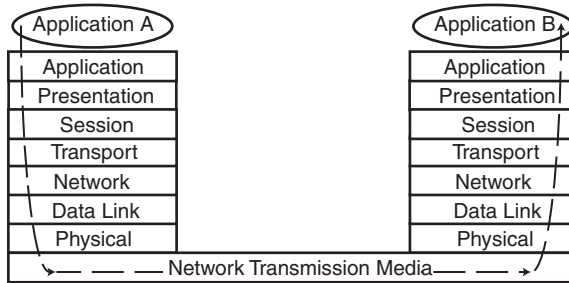 Application A
Application B
Application
Application
Presentation
Presentation
Session
Session
Transport
Transport
Network
Network
Data Link
Data Link
Physical
Physical
Network Transmission Media